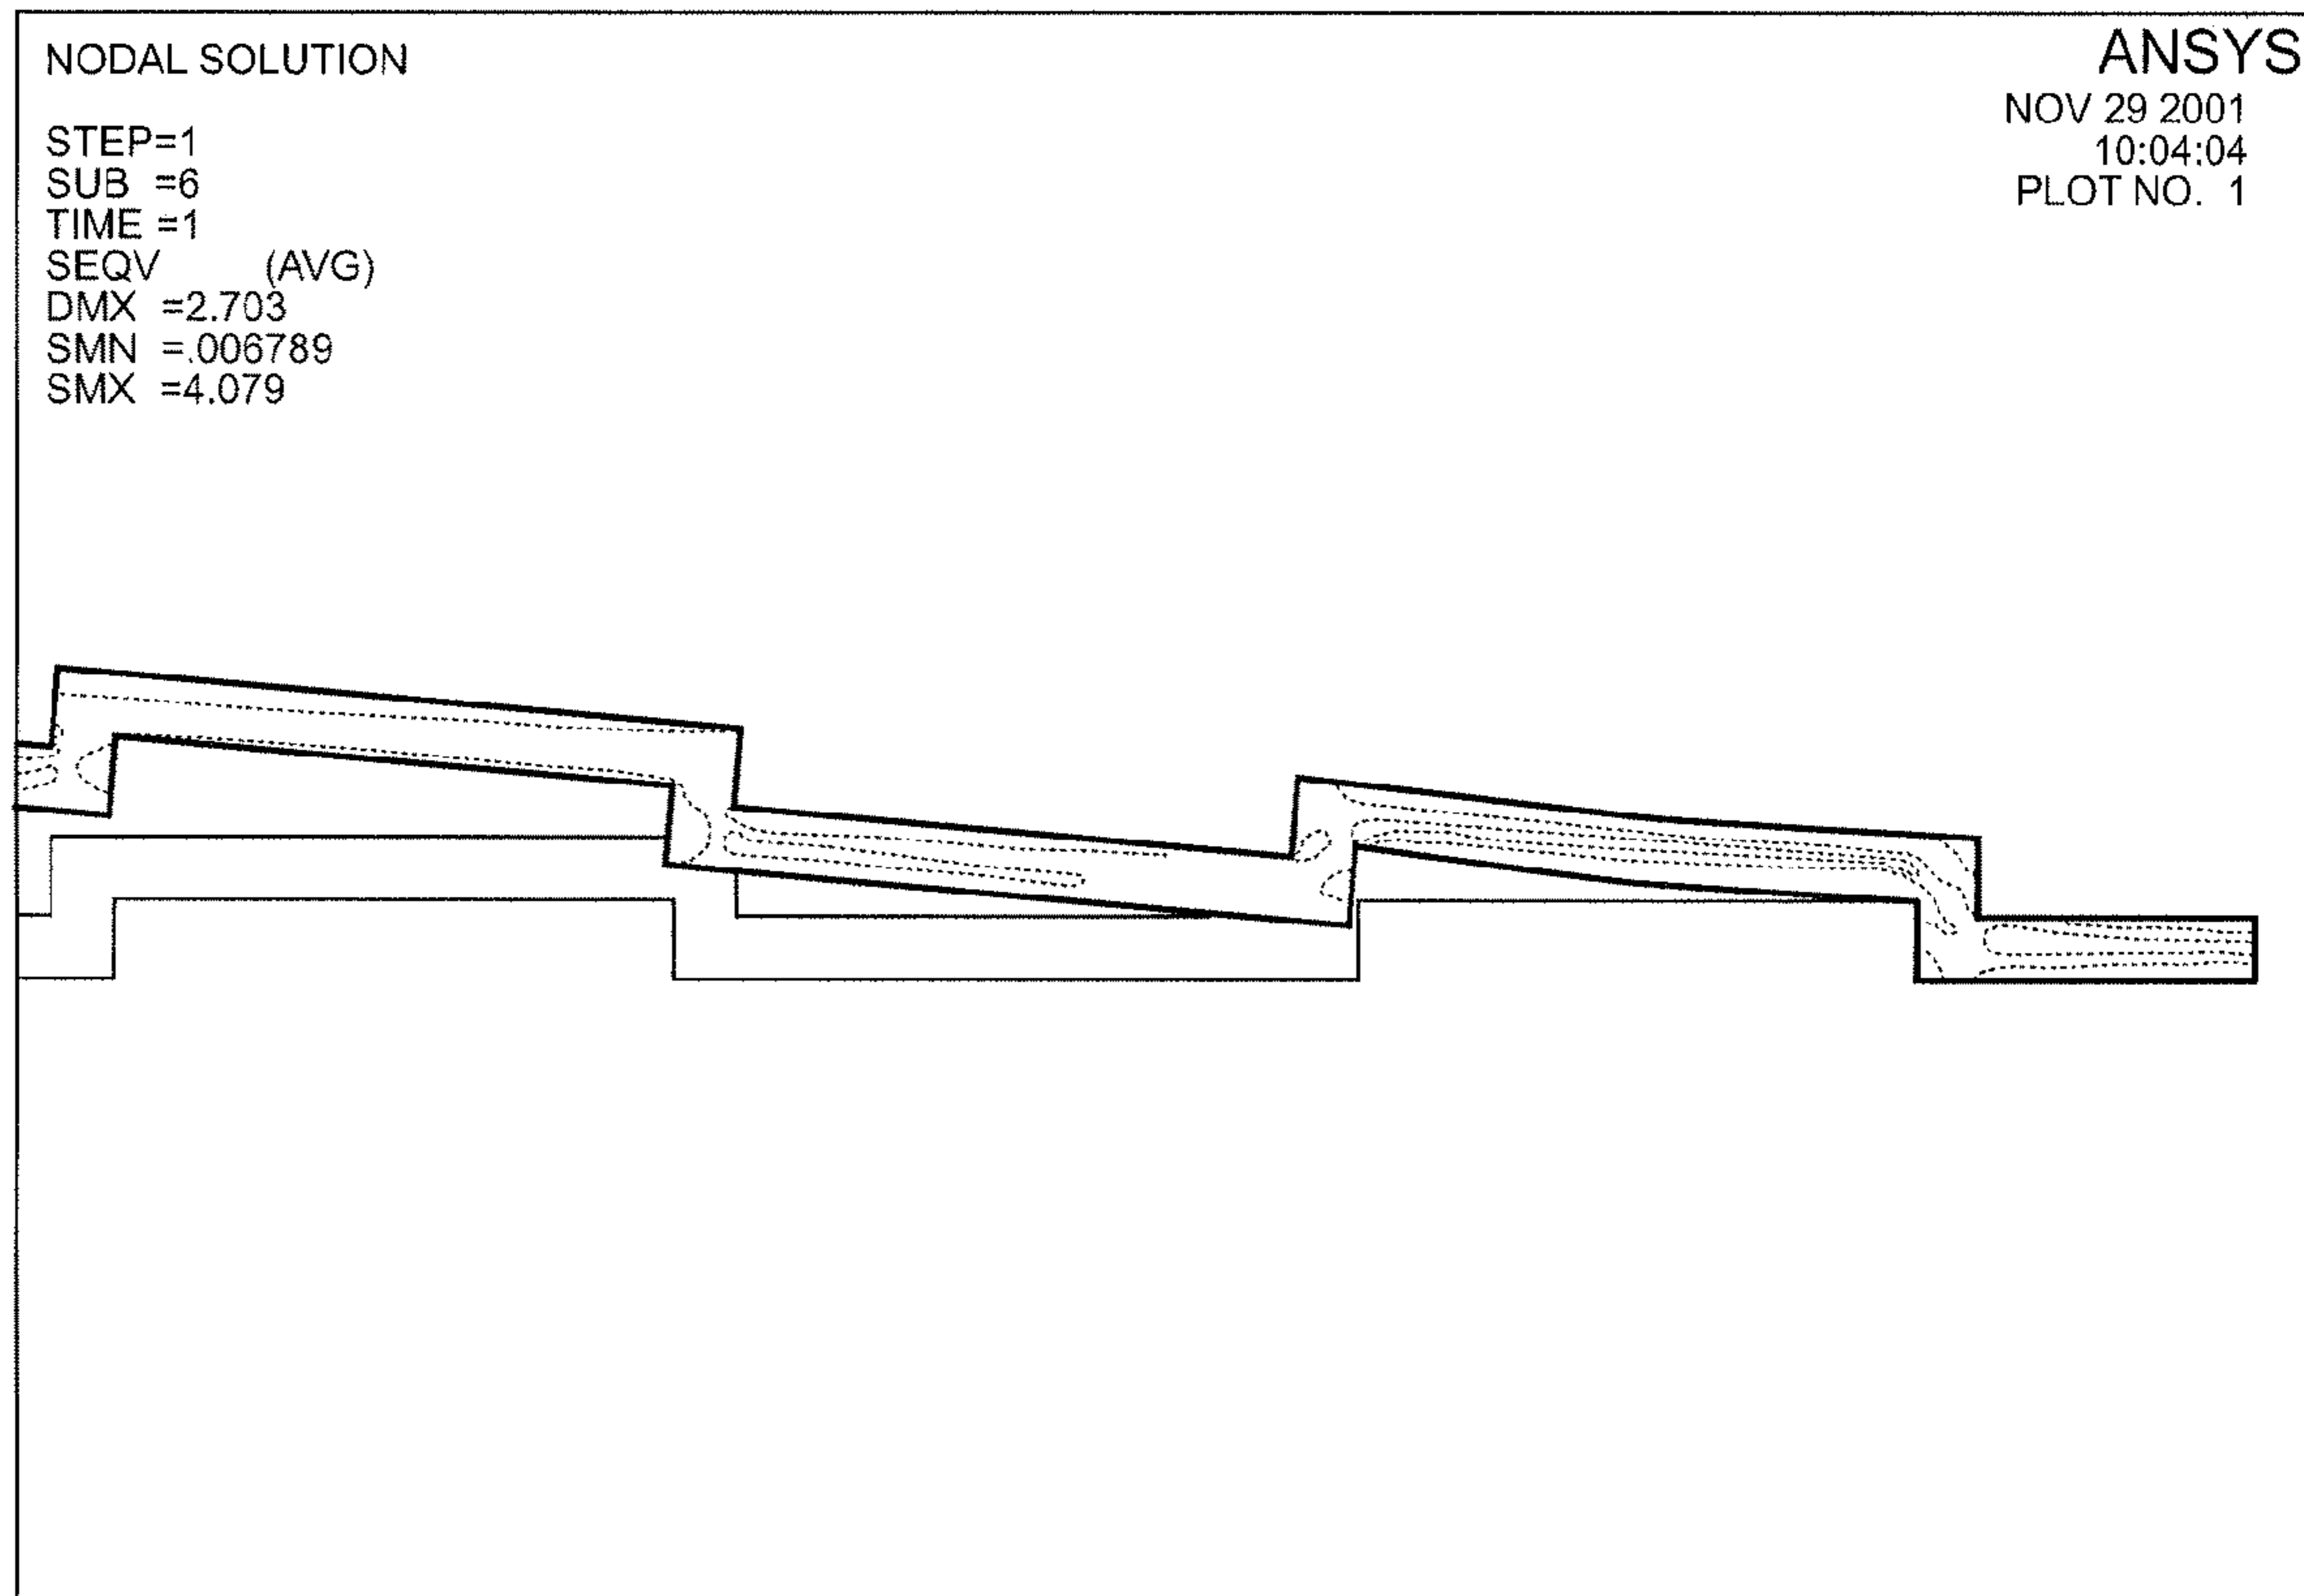 NODAL SOLUTION
STEP=1
SUB =6
TIME =1
SEQV (AVG)
DMX =2.703
SMN =.006789
SMX =4.079
ANSYS
NOV 29 2001
10:04:04
PLOT NO. 1